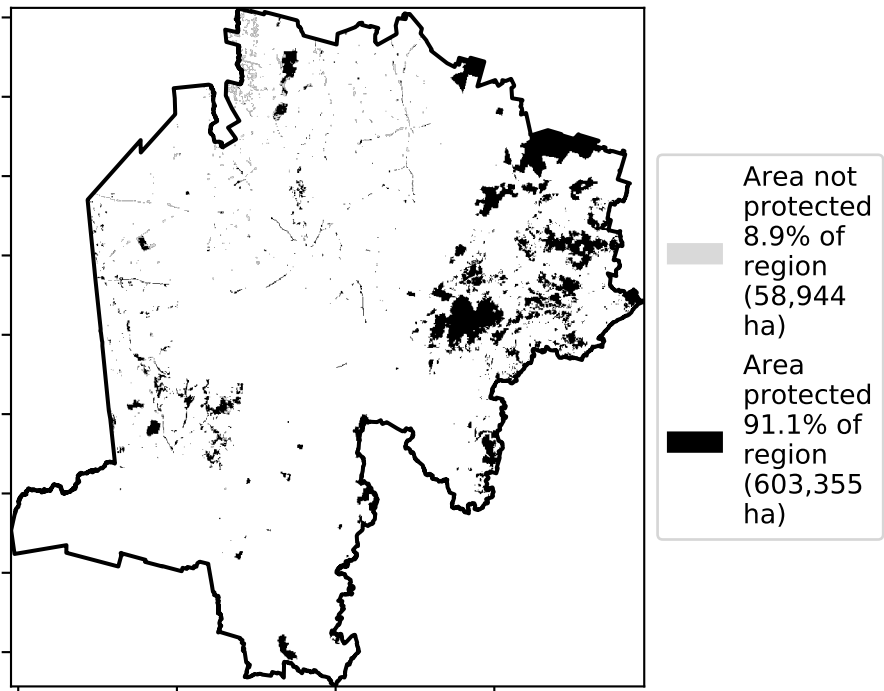 Area not
protected
8.9% of
region
(58,944
ha)
Area
protected
91.1% of
region
(603,355
ha)